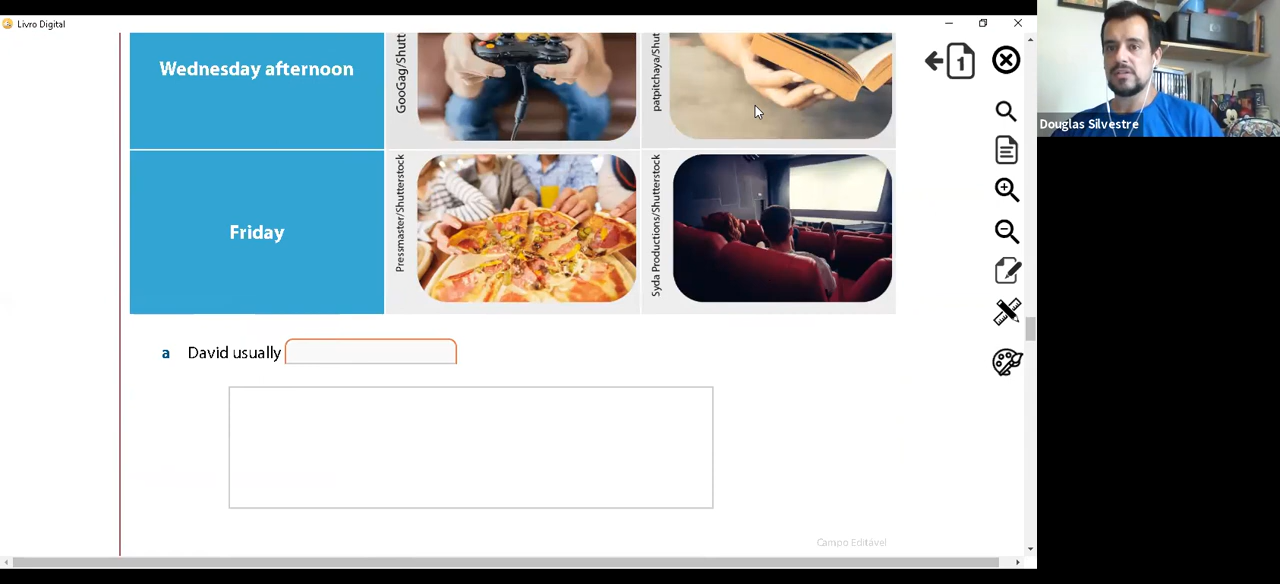 Livro Digital
Wednesday afternoon
GooGag/Shutt
patpitchaya/Shut
1
Douglas Silvestre
Friday
Pressmaster/Shutterstock
Syda Productions/Shutterstock
a David usually
Campo Editável